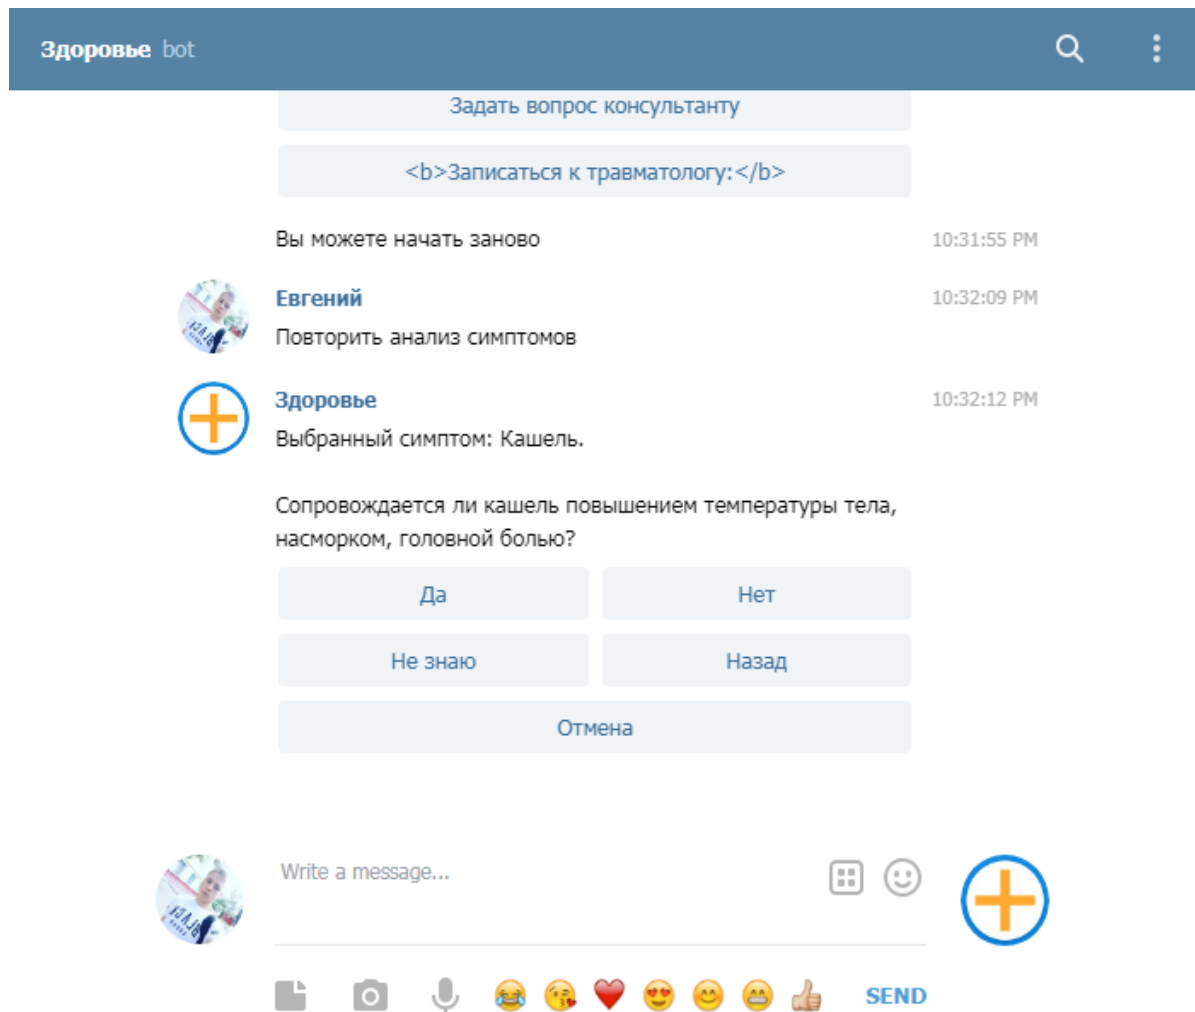 Здоровье bot
Задать вопрос консультанту
<b>Записаться к травматологу:</b>
Вы можете начать заново 10:31:55 PM
Евгений 10:32:09 PM
Повторить анализ симптомов
Здоровье 10:32:12 PM
Выбранный симптом: Кашель.
Сопровождается ли кашель повышением температуры тела,
насморком, головной болью?
Да Нет
Не знаю Назад
Отмена
Write a message...
SEND